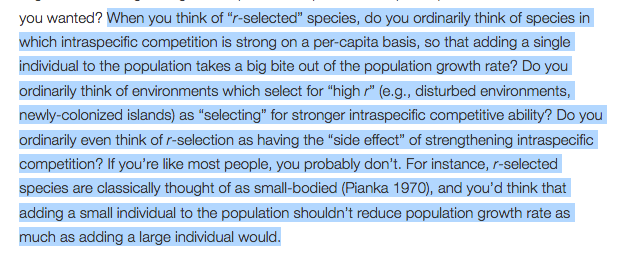 you wanted? When you think of “r-selected” species, do you ordinarily think of species in
which intraspecific competition is strong on a per-capita basis, so that adding a single
individual to the population takes a big bite out of the population growth rate? Do you
ordinarily think of environments which select for “high r” (e.g., disturbed environments,
newly-colonized islands) as “selecting” for stronger intraspecific competitive ability? Do you
ordinarily even think of r-selection as having the “side effect” of strengthening intraspecific
competition? If you’re like most people, you probably don’t. For instance, r-selected
species are classically thought of as small-bodied (Pianka 1970), and you’d think that
adding a small individual to the population shouldn’t reduce population growth rate as
much as adding a large individual would.